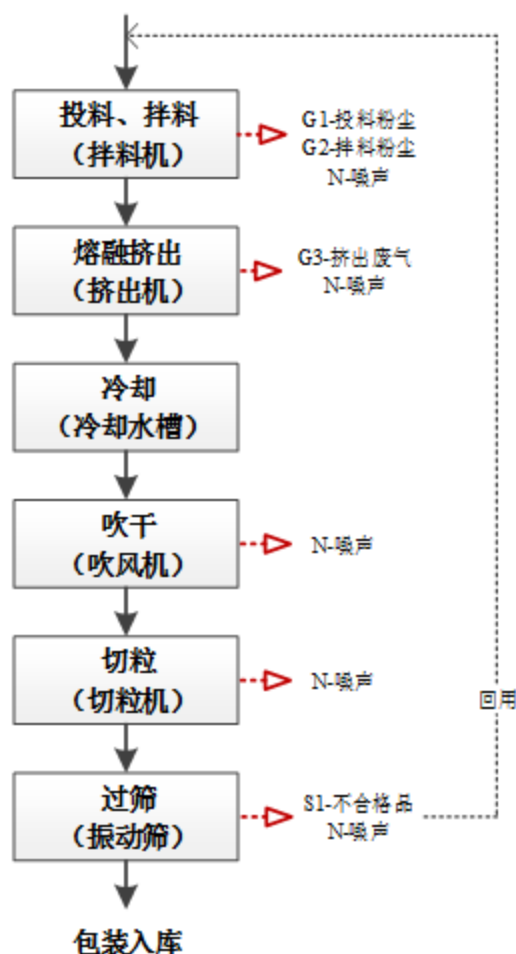 投料、拌料
（拌料机）
G1-投料粉尘
G2-拌料粉尘
N-噪声
熔融挤出
（挤出机）
G3-挤出废气
N-噪声
冷却
（冷却水槽）
吹干
（吹风机）
N-噪声
切粒
（切粒机）
N-噪声
回用
过筛
（振动筛）
S1-不合格品
N-噪声
包装入库